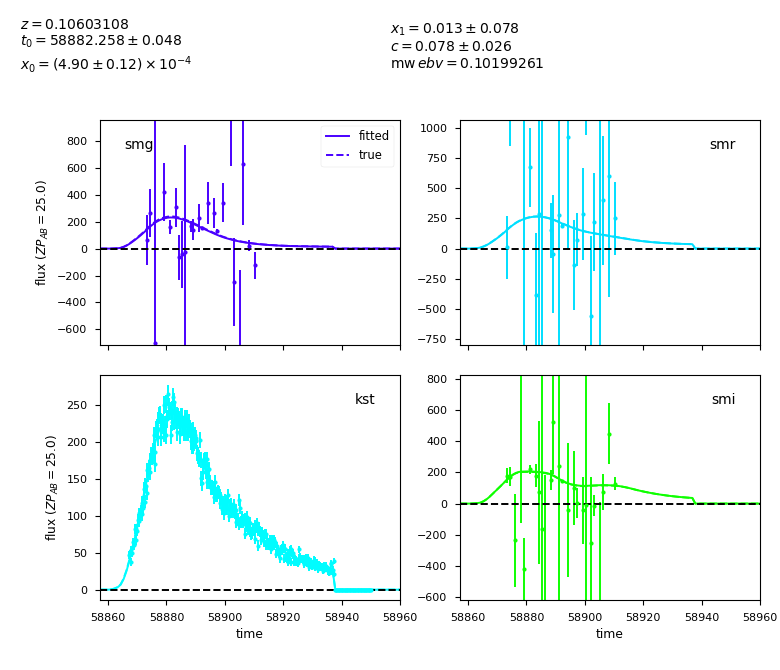 z = 0.10603108
t₀ = 58882.258 ± 0.048
x₀ = (4.90 ± 0.12) × 10⁻⁴
x₁ = 0.013 ± 0.078
c = 0.078 ± 0.026
mw ebv = 0.10199261
smg
fitted
true
flux (ZP_AB = 25.0)
800
600
400
200
0
−200
−400
−600
smr
1000
750
500
250
0
−250
−500
−750
kst
flux (ZP_AB = 25.0)
250
200
150
100
50
0
58860 58880 58900 58920 58940 58960
time
smi
800
600
400
200
0
−200
−400
−600
58860 58880 58900 58920 58940 58960
time